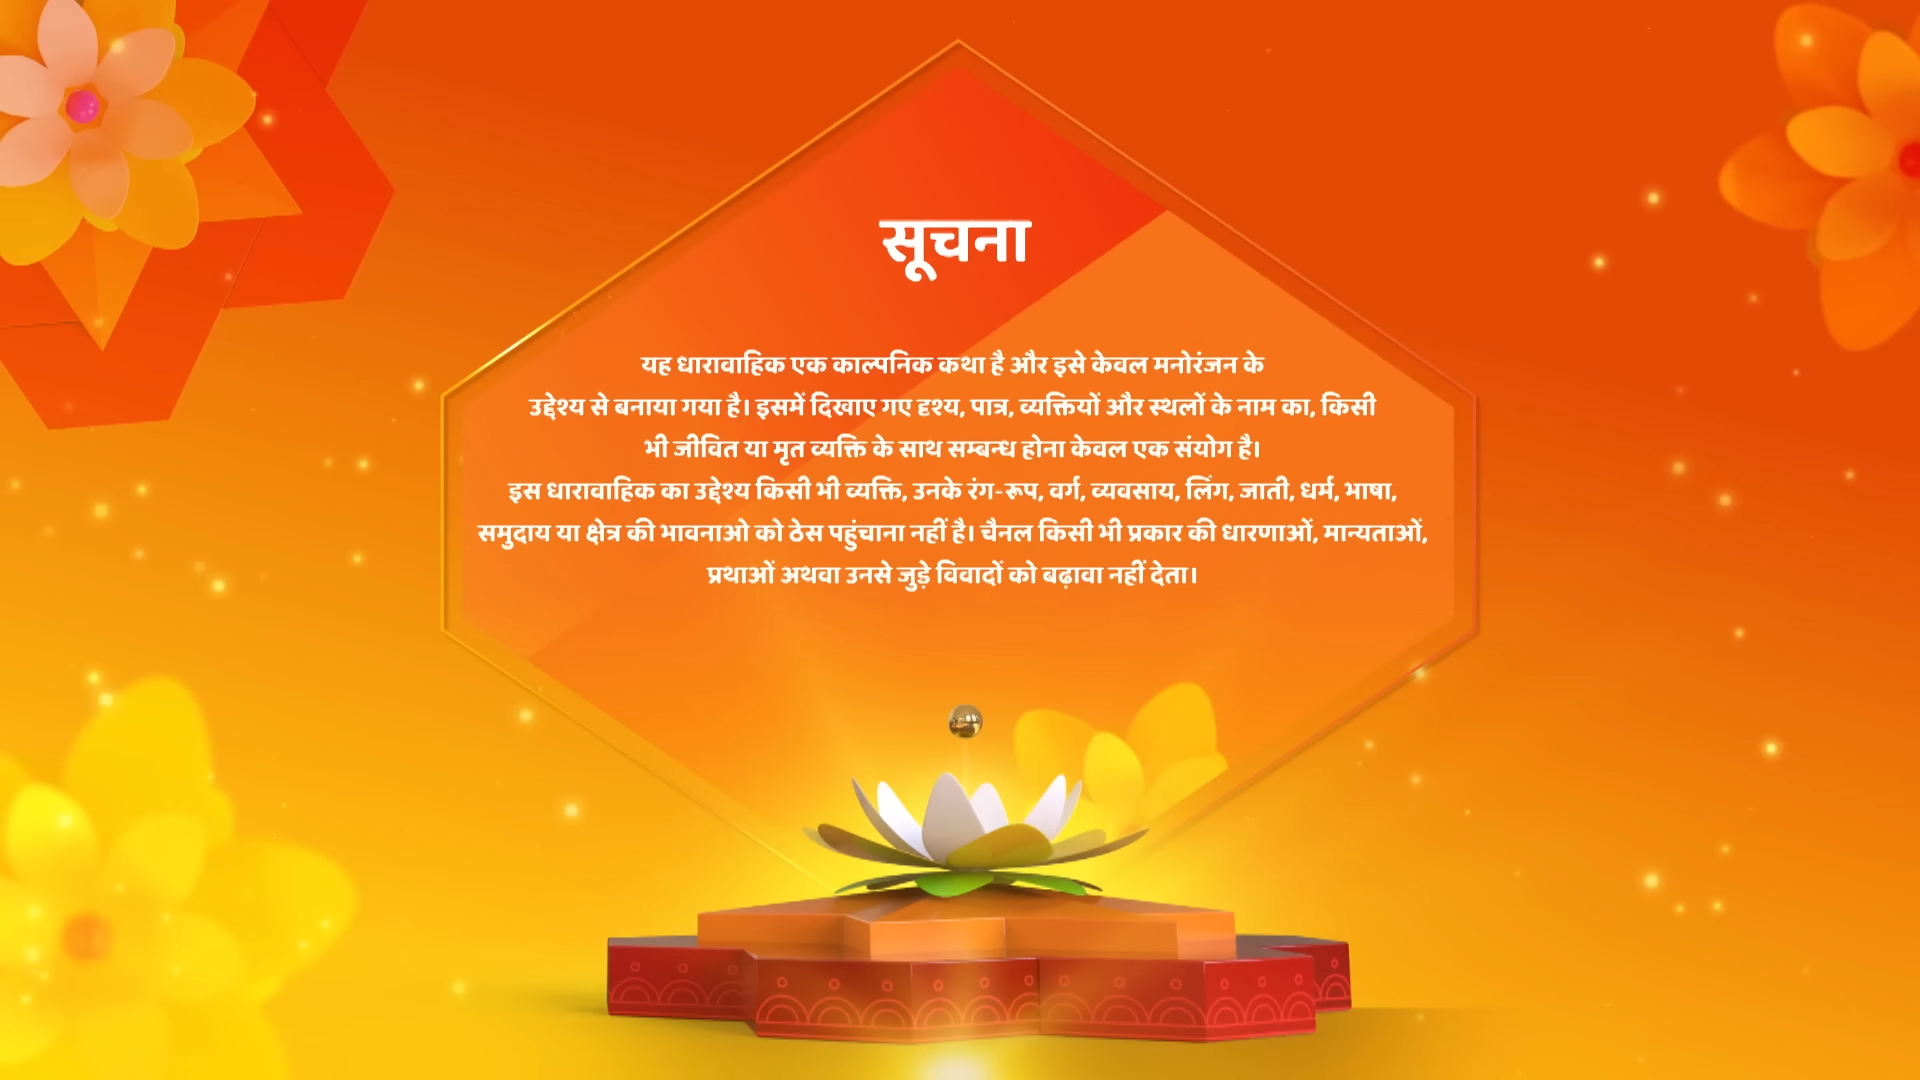 सूचना
यह धारावाहिक एक काल्पनिक कथा है और इसे केवल मनोरंजन के
उद्देश्य से बनाया गया है। इसमें दिखाए गए दृश्य, पात्र, व्यक्तियों और स्थलों के नाम का, किसी
भी जीवित या मृत व्यक्ति के साथ सम्बन्ध होना केवल एक संयोग है।
इस धारावाहिक का उद्देश्य किसी भी व्यक्ति, उनके रंग-रूप, वर्ग, व्यवसाय, लिंग, जाती, धर्म, भाषा,
समुदाय या क्षेत्र की भावनाओ को ठेस पहुंचाना नहीं है। चैनल किसी भी प्रकार की धारणाओं, मान्यताओं,
प्रथाओं अथवा उनसे जुड़े विवादों को बढ़ावा नहीं देता।